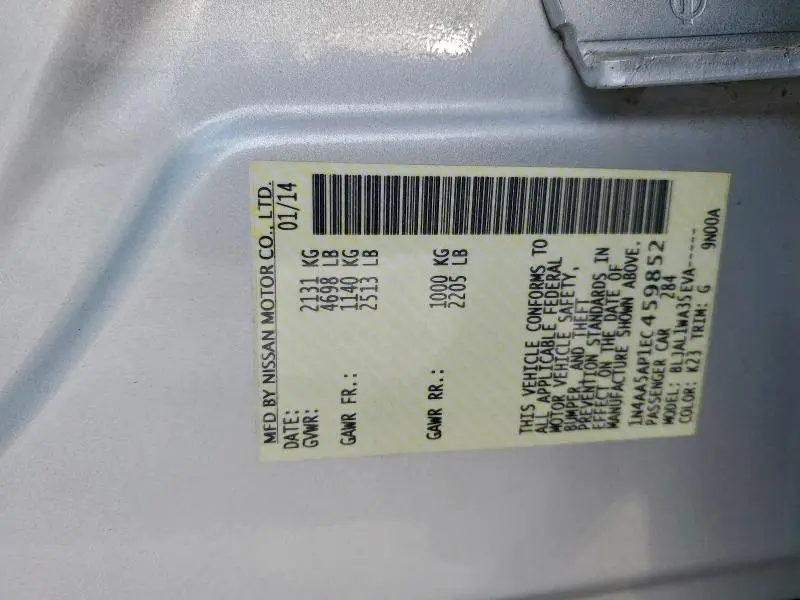 MFD BY NISSAN MOTOR CO., LTD.
DATE: 01/14
GVWR: 2131 KG
4698 LB
GAWR FR.: 1140 KG
2513 LB
GAWR RR.: 1000 KG
2205 LB
THIS VEHICLE CONFORMS TO
ALL APPLICABLE FEDERAL
MOTOR VEHICLE SAFETY,
BUMPER, AND THEFT
PREVENTION STANDARDS IN
EFFECT ON THE DATE OF
MANUFACTURE SHOWN ABOVE.
1N4AA5AP1EC459852
PASSENGER CAR 284
MODEL: BLJAL1WA35EVA-----
COLOR: K23 TRIM: G 9N00A